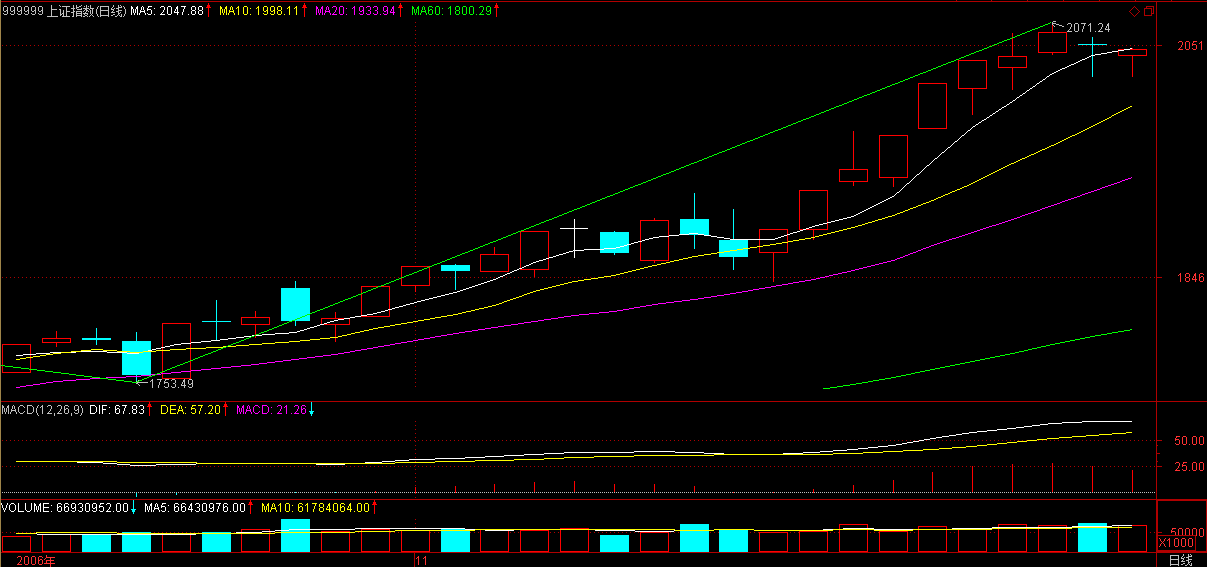 999999 上证指数(日线) MA5: 2047.88↑ MA10: 1998.11↑ MA20: 1933.94↑ MA60: 1800.29↑
2071.24
2051
1846
1753.49
MACD(12,26,9) DIF: 67.83↑ DEA: 57.20↑ MACD: 21.26↓
50.00
25.00
VOLUME: 66930952.00↓ MA5: 66430976.00↑ MA10: 61784064.00↑
50000
X1000
2006年 11 日线